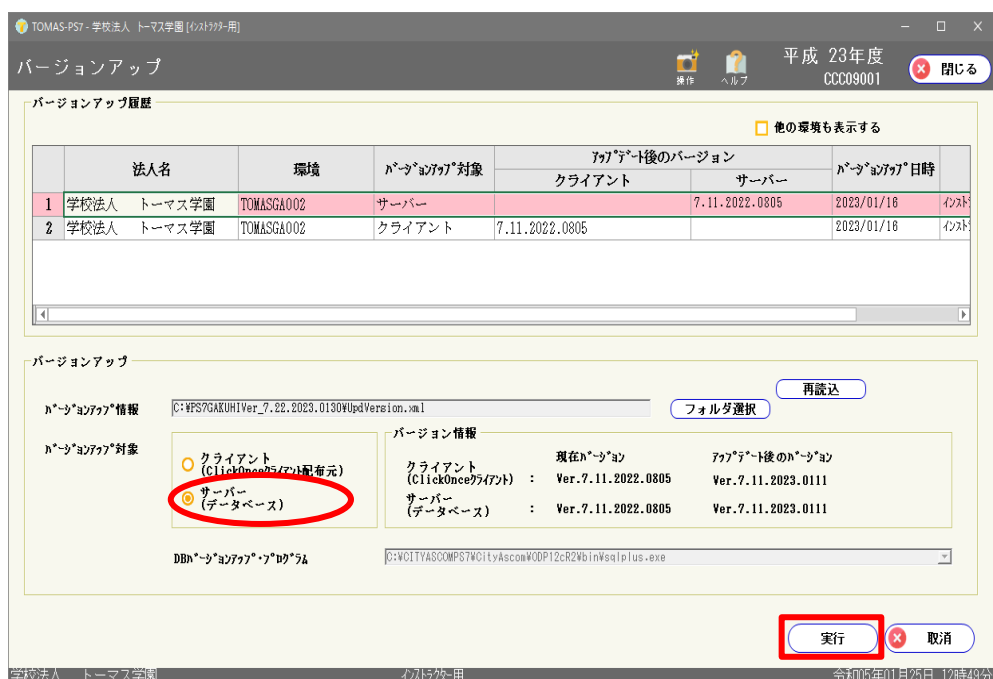 TOMAS-PS7 - 学校法人 トーマス学園 [ｲﾝｽﾄﾗｸﾀｰ用]
バージョンアップ
操作 ヘルプ
平成 23年度
CCC09001
閉じる
バージョンアップ履歴
他の環境も表示する
法人名 環境 ﾊﾞｰｼﾞｮﾝｱｯﾌﾟ対象 ｱｯﾌﾟﾃﾞｰﾄ後のバージョン ﾊﾞｰｼﾞｮﾝｱｯﾌﾟ日時
クライアント サーバー
1 学校法人 トーマス学園 TOMASGA002 サーバー 7.11.2022.0805 2023/01/16 ｲﾝｽﾄ
2 学校法人 トーマス学園 TOMASGA002 クライアント 7.11.2022.0805 2023/01/16 ｲﾝｽﾄ
バージョンアップ
再読込
ﾊﾞｰｼﾞｮﾝｱｯﾌﾟ情報 C:¥PS7GAKUHIVer_7.22.2023.0130¥UpdVersion.xml フォルダ選択
ﾊﾞｰｼﾞｮﾝｱｯﾌﾟ対象
クライアント
(ClickOnceｸﾗｲｱﾝﾄ配布元)
サーバー
(データベース)
バージョン情報
現在ﾊﾞｰｼﾞｮﾝ ｱｯﾌﾟﾃﾞｰﾄ後のﾊﾞｰｼﾞｮﾝ
クライアント
(ClickOnceｸﾗｲｱﾝﾄ) : Ver.7.11.2022.0805 Ver.7.11.2023.0111
サーバー
(データベース) : Ver.7.11.2022.0805 Ver.7.11.2023.0111
DBﾊﾞｰｼﾞｮﾝｱｯﾌﾟ･ﾌﾟﾛｸﾞﾗﾑ C:¥CITYASCOMPS7¥CityAscom¥ODP12cR2¥bin¥sqlplus.exe
実行 取消
学校法人 トーマス学園 ｲﾝｽﾄﾗｸﾀｰ用 令和05年01月25日 12時49分